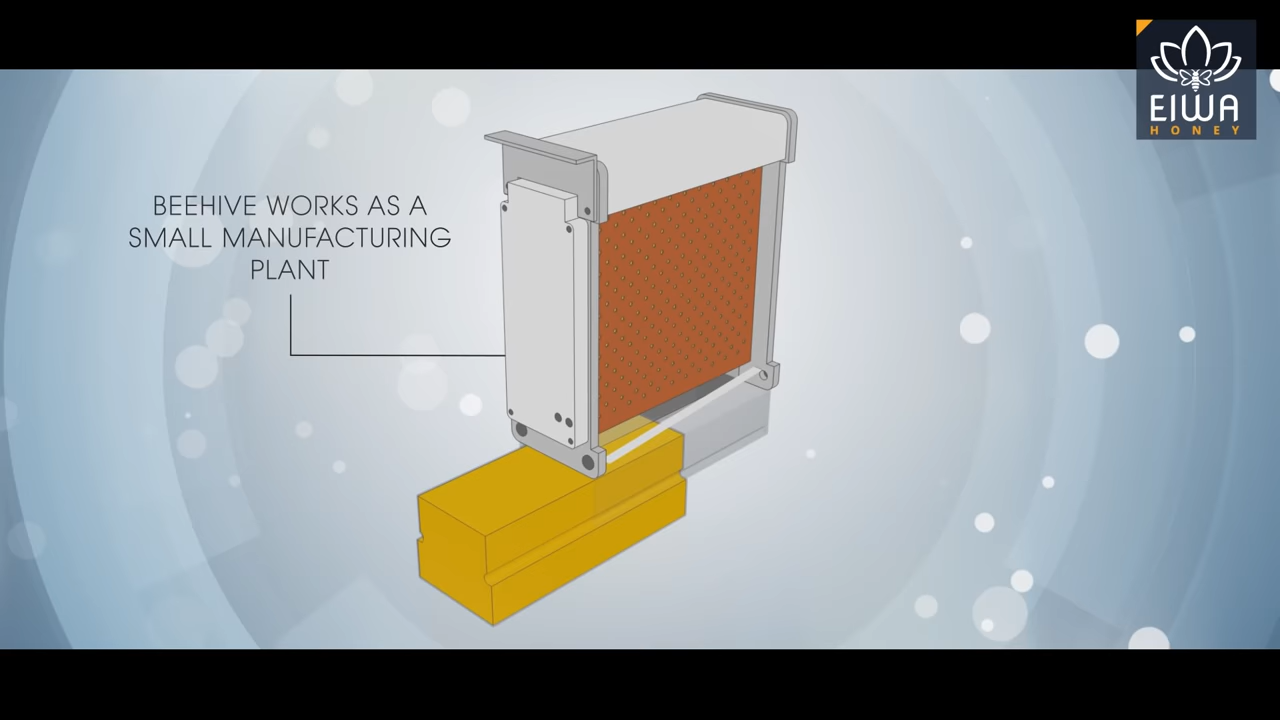 BEEHIVE WORKS AS A
SMALL MANUFACTURING
PLANT
EIWA
HONEY